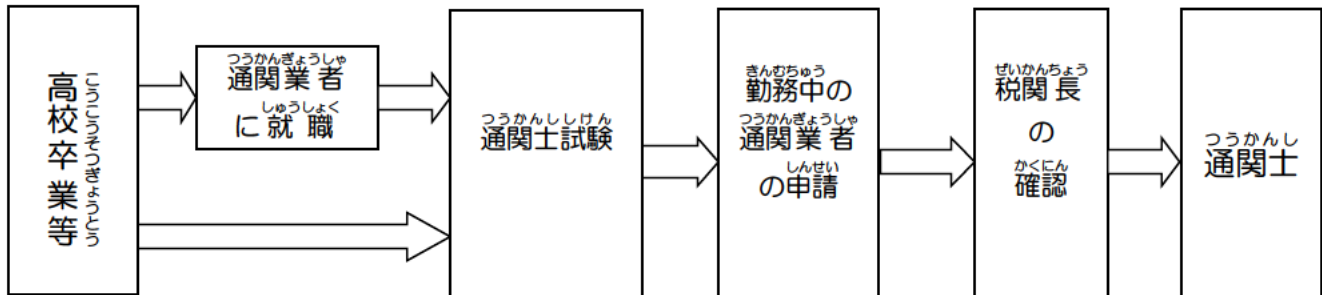 こうこうそつぎょうとう
高校卒業等
つうかんぎょうしゃ
通関業者
しゅうしょく
に就職
つうかんししけん
通関士試験
きんむちゅう
勤務中の
つうかんぎょうしゃ
通関業者
しんせい
の申請
ぜいかんちょう
税関長
の
かくにん
確認
つうかんし
通関士